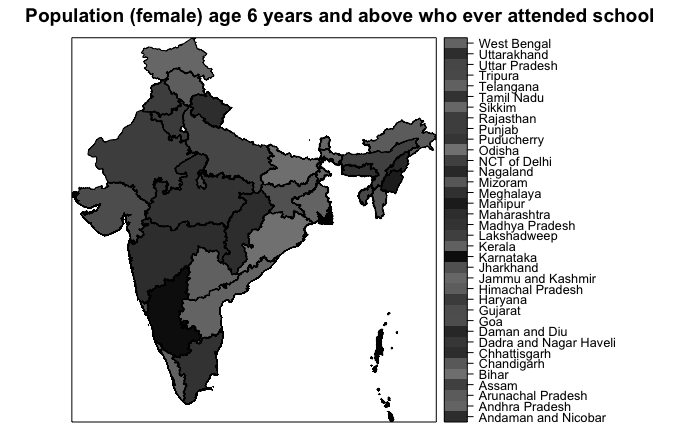 Population (female) age 6 years and above who ever attended school
West Bengal
Uttarakhand
Uttar Pradesh
Tripura
Telangana
Tamil Nadu
Sikkim
Rajasthan
Punjab
Puducherry
Odisha
NCT of Delhi
Nagaland
Mizoram
Meghalaya
Manipur
Maharashtra
Madhya Pradesh
Lakshadweep
Kerala
Karnataka
Jharkhand
Jammu and Kashmir
Himachal Pradesh
Haryana
Gujarat
Goa
Daman and Diu
Dadra and Nagar Haveli
Chhattisgarh
Chandigarh
Bihar
Assam
Arunachal Pradesh
Andhra Pradesh
Andaman and Nicobar